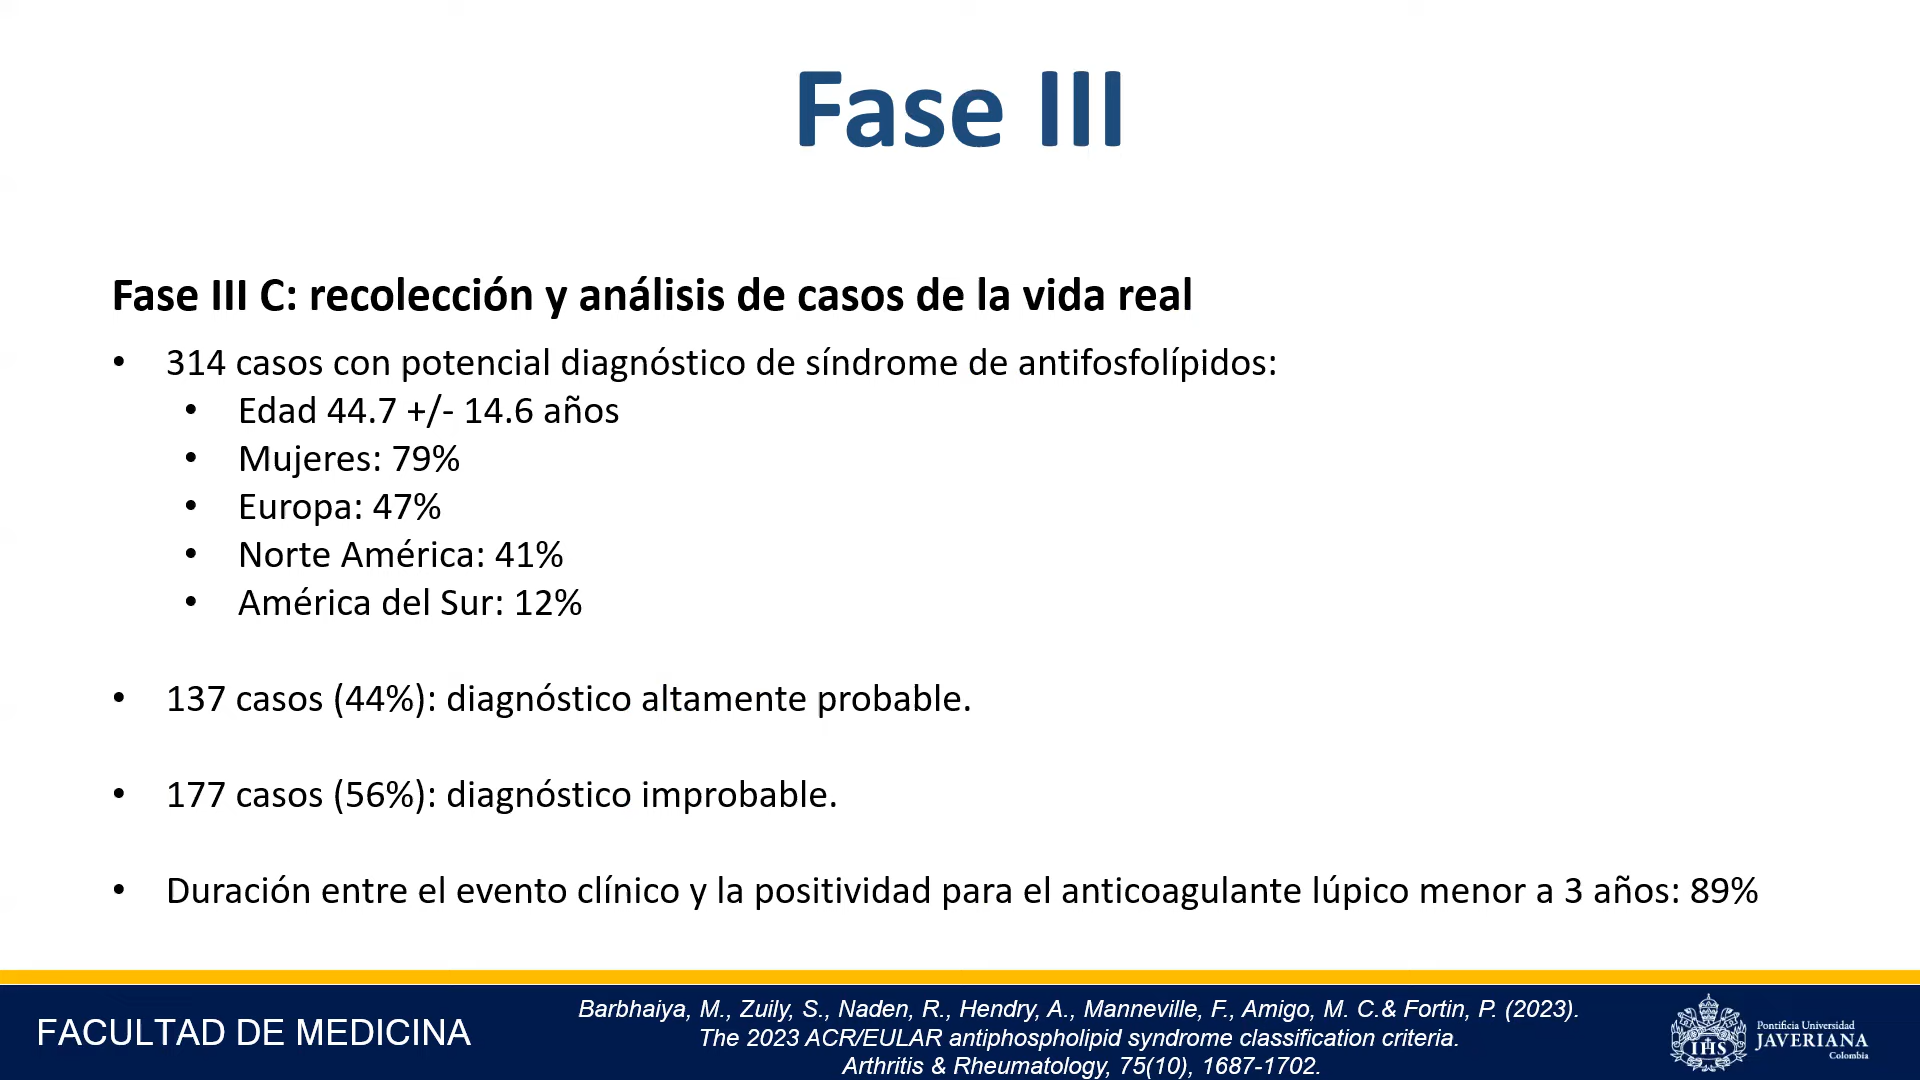 Fase III
Fase III C: recolección y análisis de casos de la vida real
• 314 casos con potencial diagnóstico de síndrome de antifosfolípidos:
• Edad 44.7 +/- 14.6 años
• Mujeres: 79%
• Europa: 47%
• Norte América: 41%
• América del Sur: 12%
• 137 casos (44%): diagnóstico altamente probable.
• 177 casos (56%): diagnóstico improbable.
• Duración entre el evento clínico y la positividad para el anticoagulante lúpico menor a 3 años: 89%
FACULTAD DE MEDICINA
Barbhaiya, M., Zuily, S., Naden, R., Hendry, A., Manneville, F., Amigo, M. C.& Fortin, P. (2023).
The 2023 ACR/EULAR antiphospholipid syndrome classification criteria.
Arthritis & Rheumatology, 75(10), 1687-1702.
IHS
Pontificia Universidad
JAVERIANA
Colombia